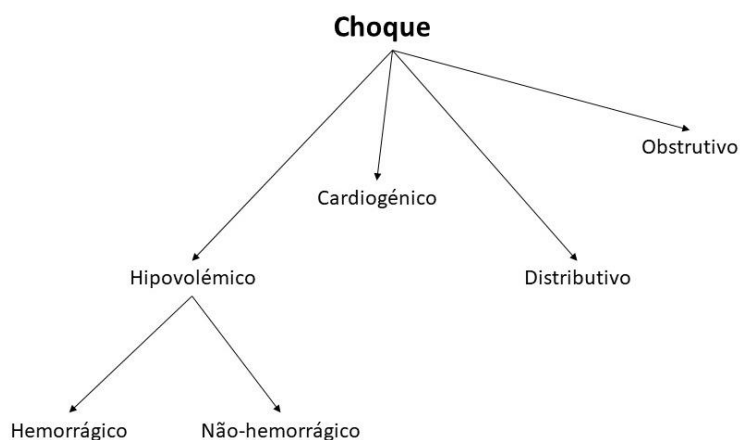 Choque
Obstrutivo
Cardiogénico
Hipovolémico
Distributivo
Hemorrágico
Não-hemorrágico